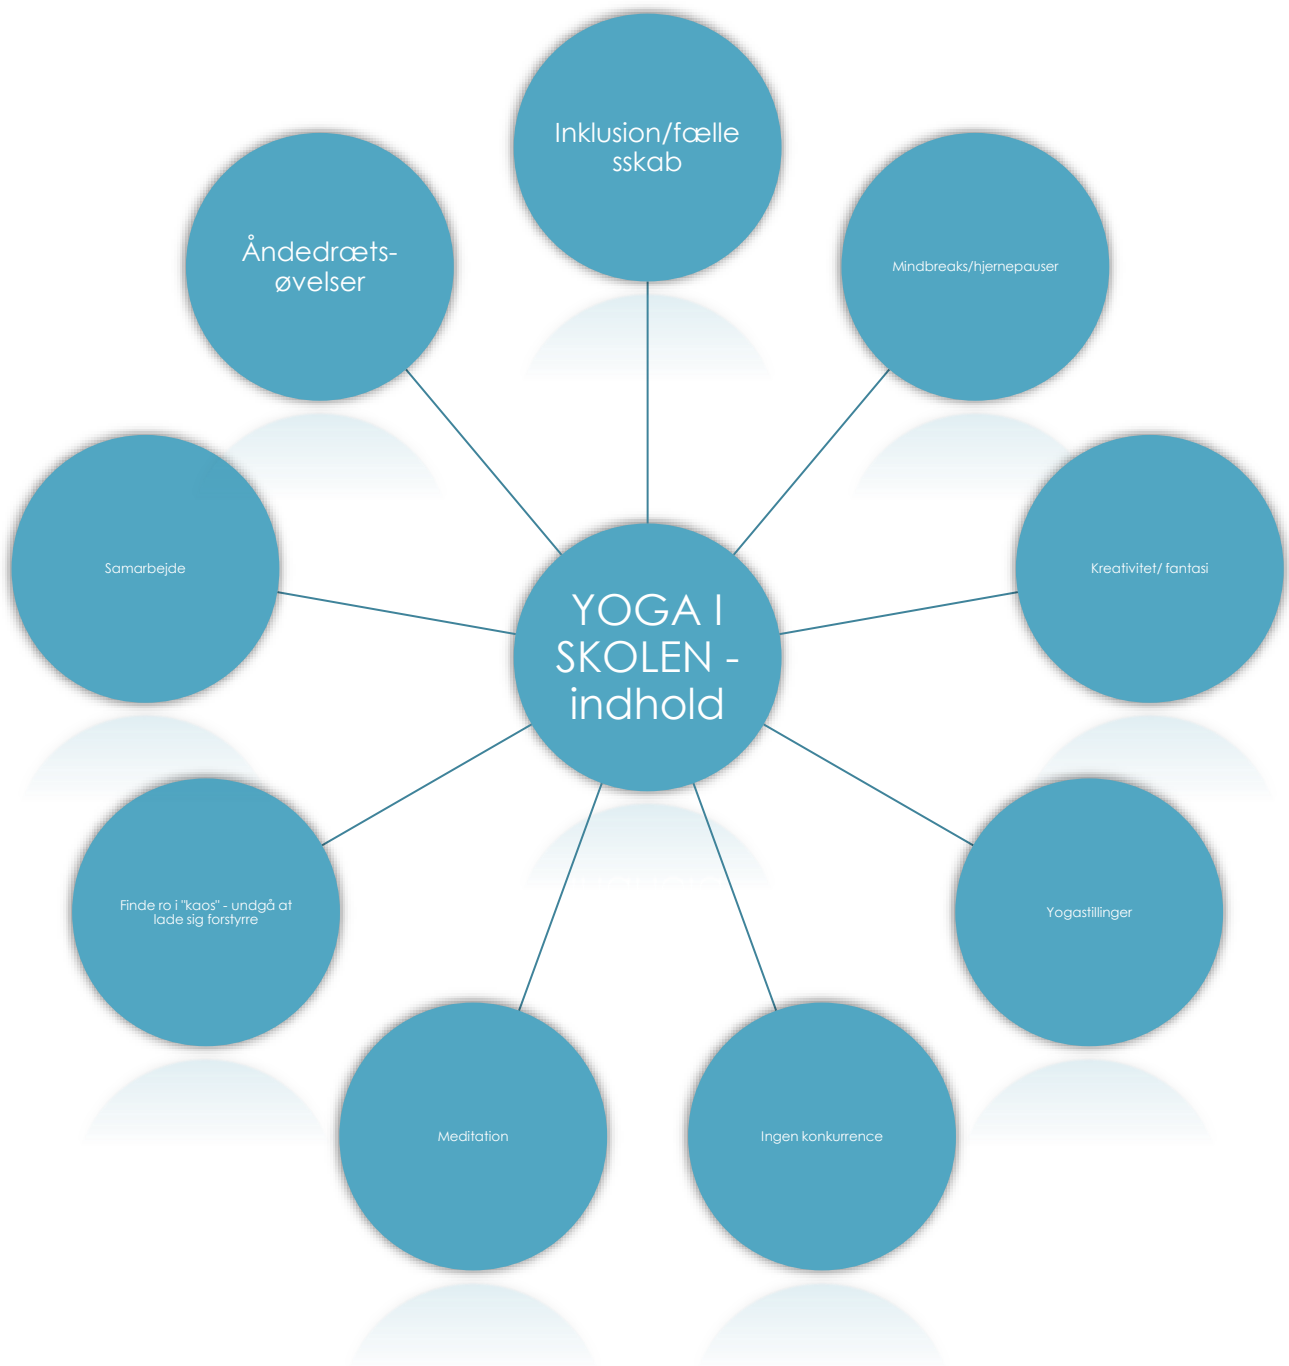 Inklusion/fælle
sskab
Mindbreaks/hjernepauser
Kreativitet/ fantasi
Yogastillinger
Ingen konkurrence
Meditation
Finde ro i "kaos" - undgå at
lade sig forstyrre
Samarbejde
Åndedræts-
øvelser
YOGA I
SKOLEN -
indhold